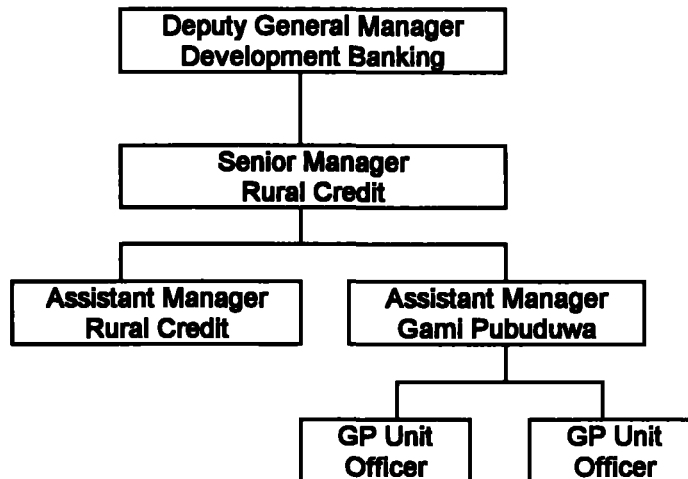 Deputy General Manager
Development Banking
Senior Manager
Rural Credit
Assistant Manager
Rural Credit
Assistant Manager
Gami Pubuduwa
GP Unit
Officer
GP Unit
Officer